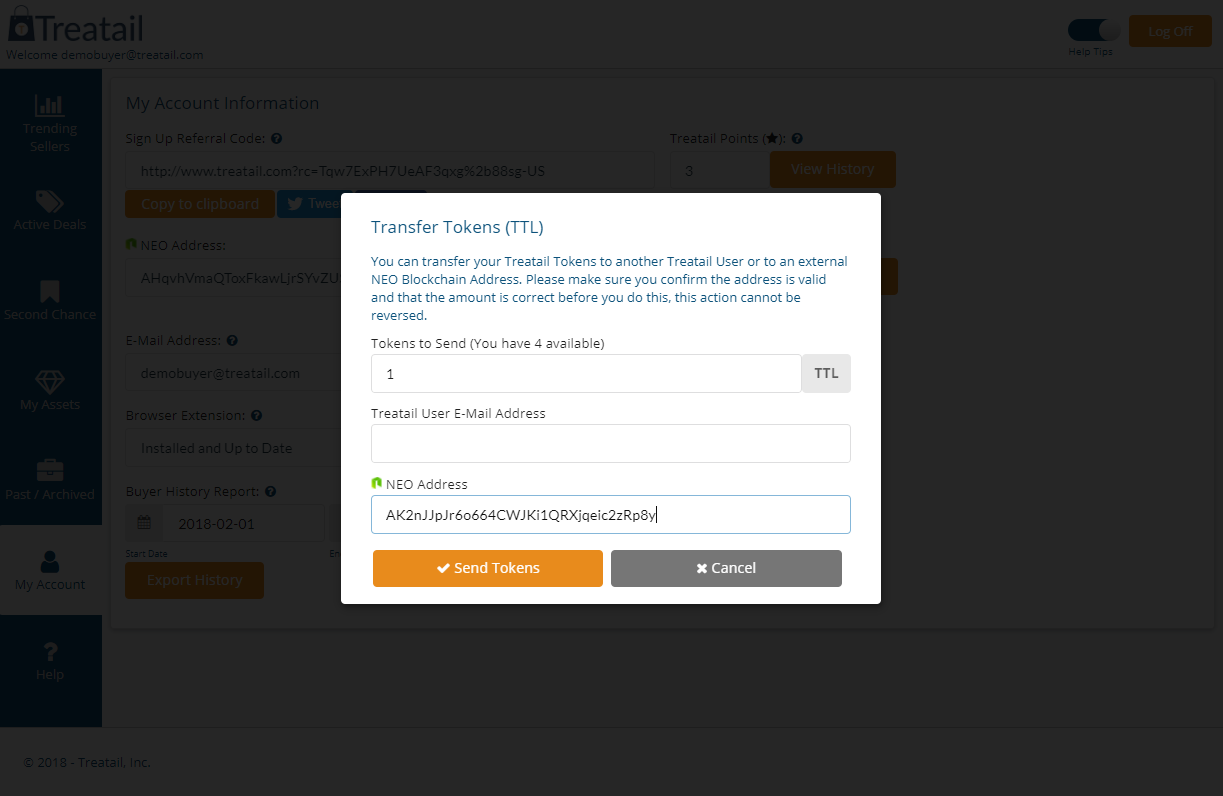 Treatail
Welcome demobuyer@treatail.com
Help Tips
Log Off
Trending
Sellers
Active Deals
Second Chance
My Assets
Past / Archived
My Account
Help
My Account Information
Sign Up Referral Code:
http://www.treatail.com?rc=Tqw7ExPH7UeAF3qxg%2b88sg-US
Copy to clipboard
Treatail Points (★):
3
View History
NEO Address:
E-Mail Address:
demobuyer@treatail.com
Browser Extension:
Installed and Up to Date
Buyer History Report:
2018-02-01
Start Date
Export History
Transfer Tokens (TTL)
You can transfer your Treatail Tokens to another Treatail User or to an external
NEO Blockchain Address. Please make sure you confirm the address is valid
and that the amount is correct before you do this, this action cannot be
reversed.
Tokens to Send (You have 4 available)
1
TTL
Treatail User E-Mail Address
NEO Address
AK2nJJpJr6o664CWJKi1QRXjqeic2zRp8y
Send Tokens
Cancel
© 2018 - Treatail, Inc.